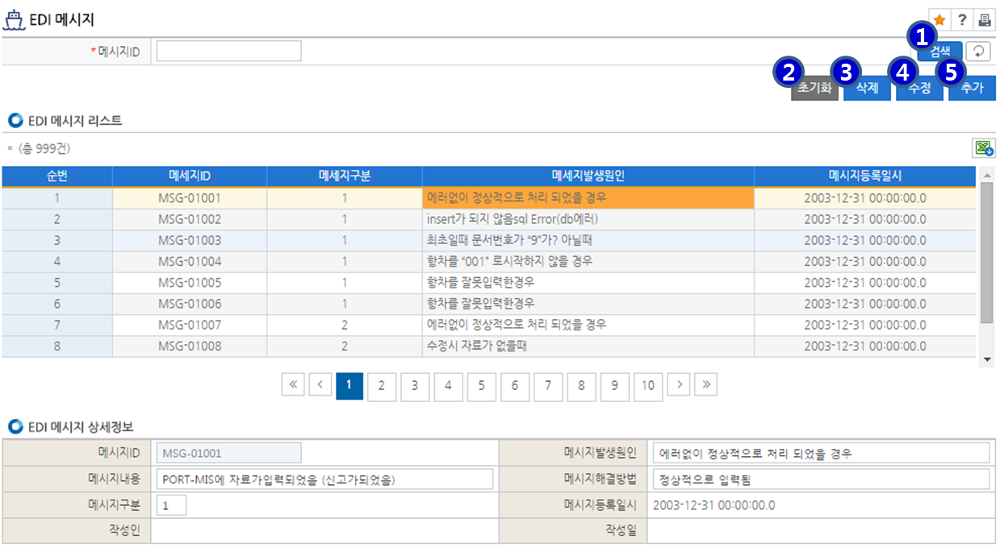 EDI 메시지
?
*메시지ID
1 검색
2 초기화 3 삭제 4 수정 5 추가
EDI 메시지 리스트
(총 999건)
순번 메세지ID 메세지구분 메세지발생원인 메시지등록일시
1 MSG-01001 1 에러없이 정상적으로 처리 되었을 경우 2003-12-31 00:00:00.0
2 MSG-01002 1 insert가 되지 않음sql Error(db에러) 2003-12-31 00:00:00.0
3 MSG-01003 1 최초일때 문서번호가 “9”가? 아닐때 2003-12-31 00:00:00.0
4 MSG-01004 1 항차를 “001” 로시작하지 않을 경우 2003-12-31 00:00:00.0
5 MSG-01005 1 항차를 잘못입력한경우 2003-12-31 00:00:00.0
6 MSG-01006 1 항차를 잘못입력한경우 2003-12-31 00:00:00.0
7 MSG-01007 2 에러없이 정상적으로 처리 되었을 경우 2003-12-31 00:00:00.0
8 MSG-01008 2 수정시 자료가 없을때 2003-12-31 00:00:00.0
« < 1 2 3 4 5 6 7 8 9 10 > »
EDI 메시지 상세정보
메시지ID MSG-01001 메시지발생원인 에러없이 정상적으로 처리 되었을 경우
메시지내용 PORT-MIS에 자료가입력되었음 (신고가되었음) 메시지해결방법 정상적으로 입력됨
메시지구분 1 메시지등록일시 2003-12-31 00:00:00.0
작성인 작성일